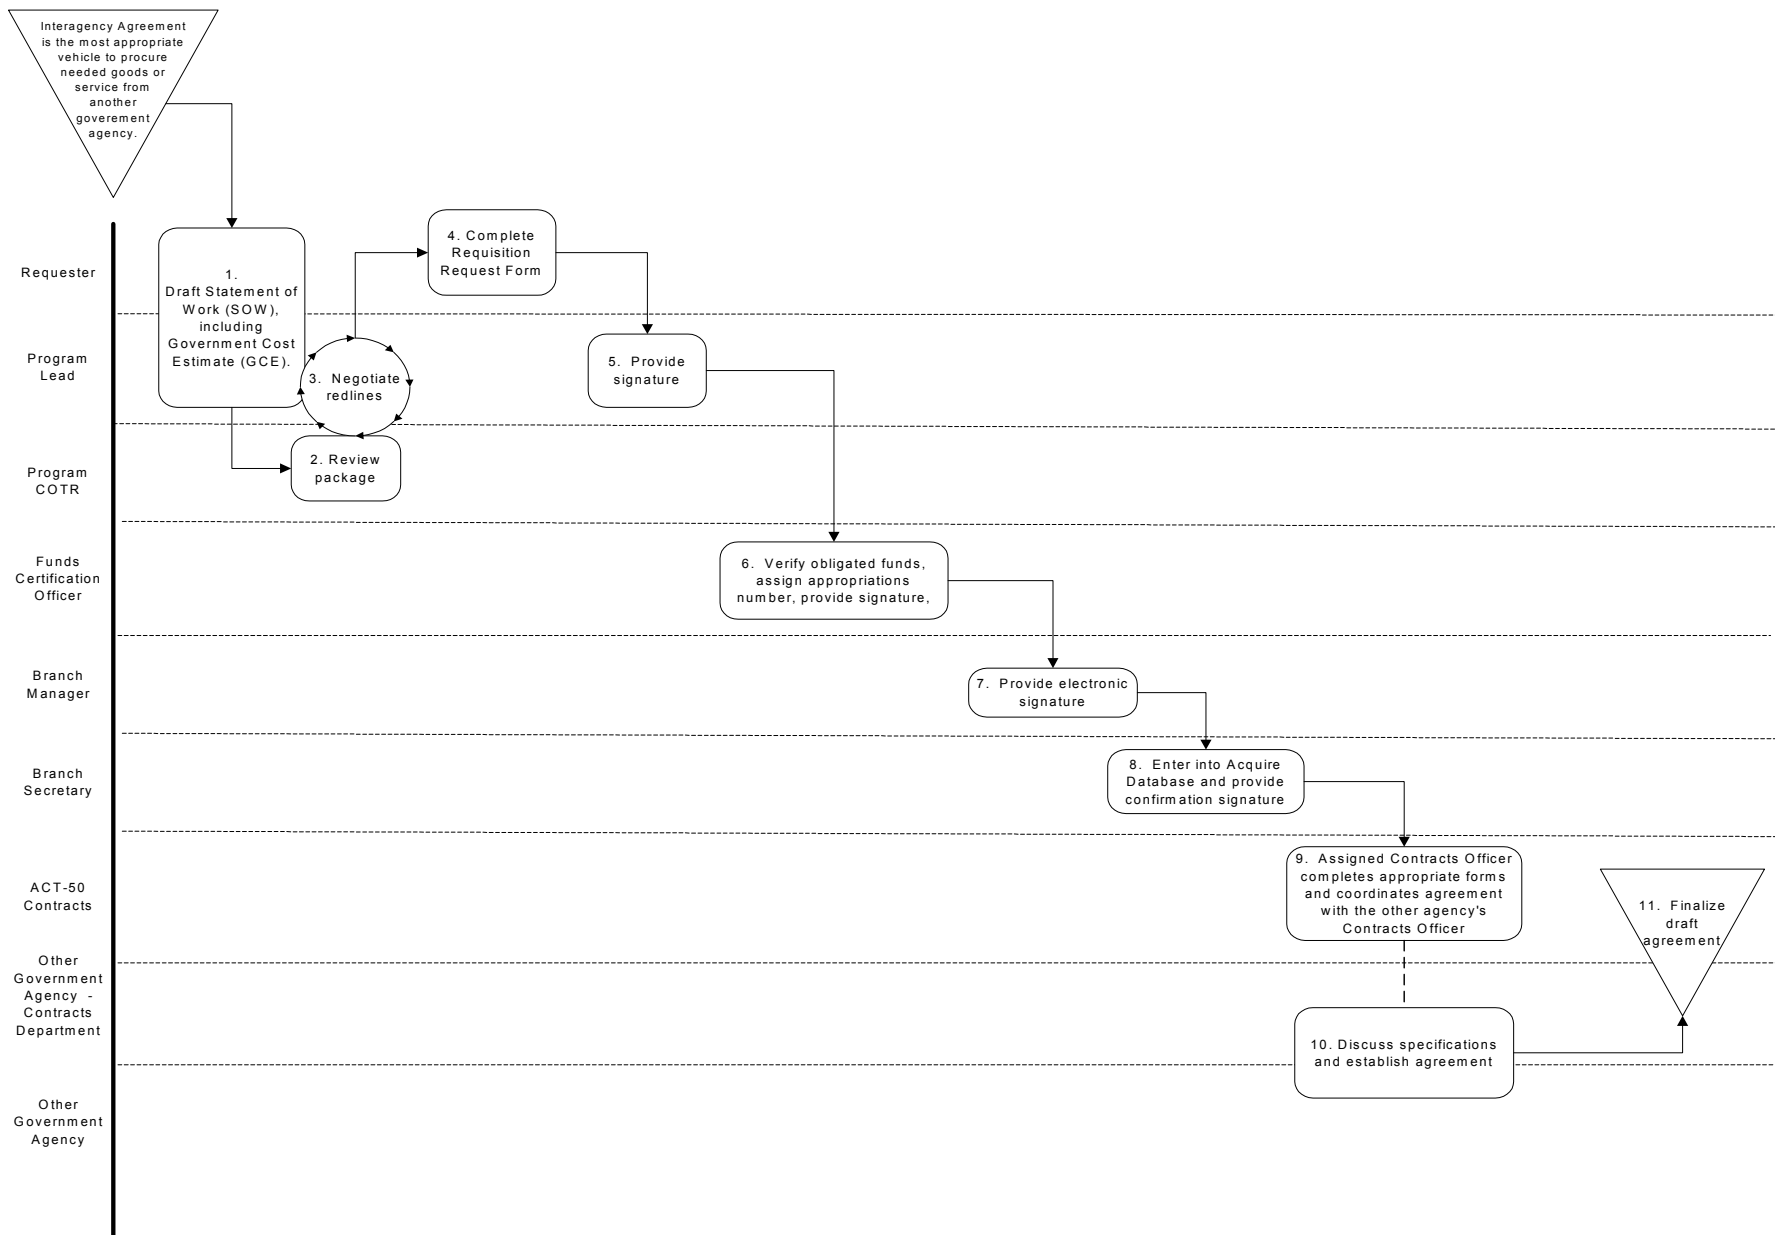 Interagency Agreement
is the most appropriate
vehicle to procure
needed goods or
service from
another
goverement
agency.
Requester
1.
Draft Statement of
Work (SOW),
including
Government Cost
Estimate (GCE).
4. Complete
Requisition
Request Form
Program
Lead
3. Negotiate
redlines
5. Provide
signature
Program
COTR
2. Review
package
Funds
Certification
Officer
6. Verify obligated funds,
assign appropriations
number, provide signature,
Branch
Manager
7. Provide electronic
signature
Branch
Secretary
8. Enter into Acquire
Database and provide
confirmation signature
ACT-50
Contracts
9. Assigned Contracts Officer
completes appropriate forms
and coordinates agreement
with the other agency's
Contracts Officer
11. Finalize
draft
agreement
Other
Government
Agency -
Contracts
Department
10. Discuss specifications
and establish agreement
Other
Government
Agency